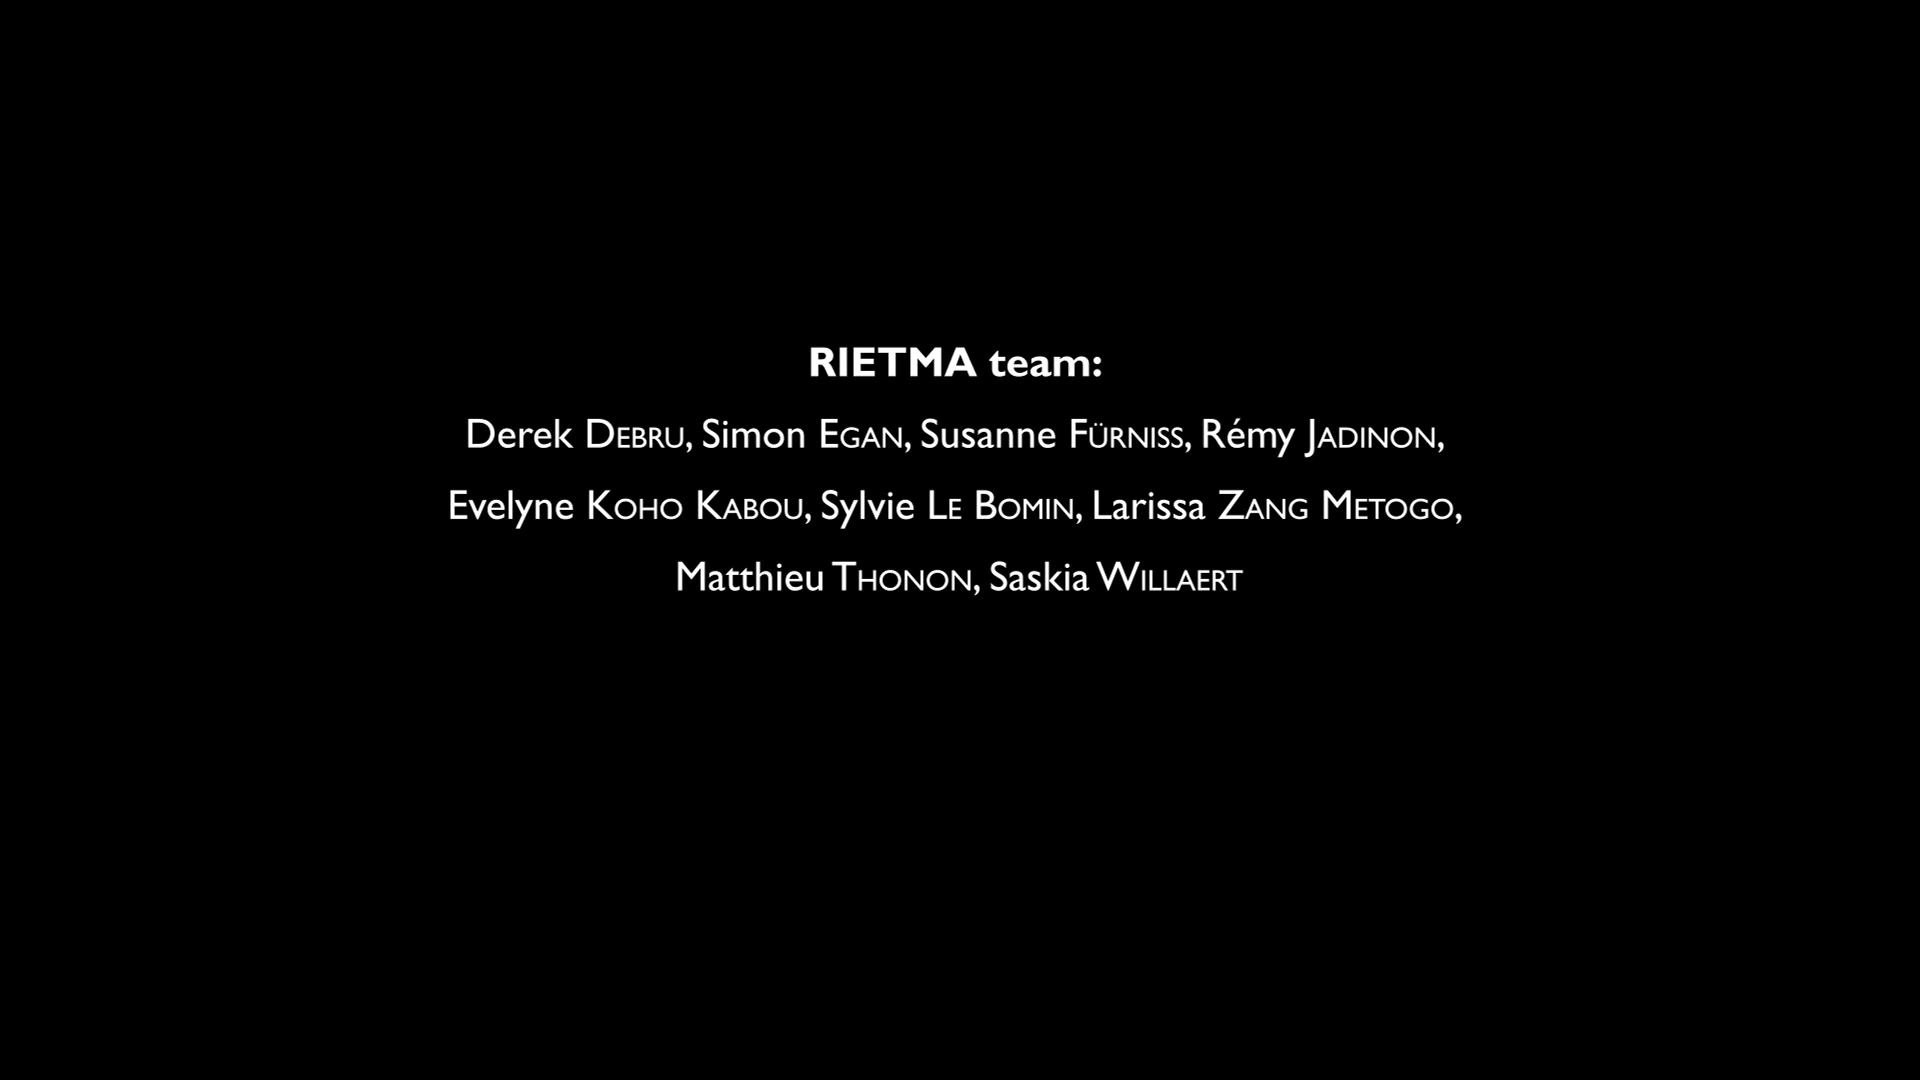 RIETMA team:
Derek DEBRU, Simon EGAN, Susanne FÜRNISS, Rémy JADINON,
Evelyne KOHO KABOU, Sylvie LE BOMIN, Larissa ZANG METOGO,
Matthieu THONON, Saskia WILLAERT